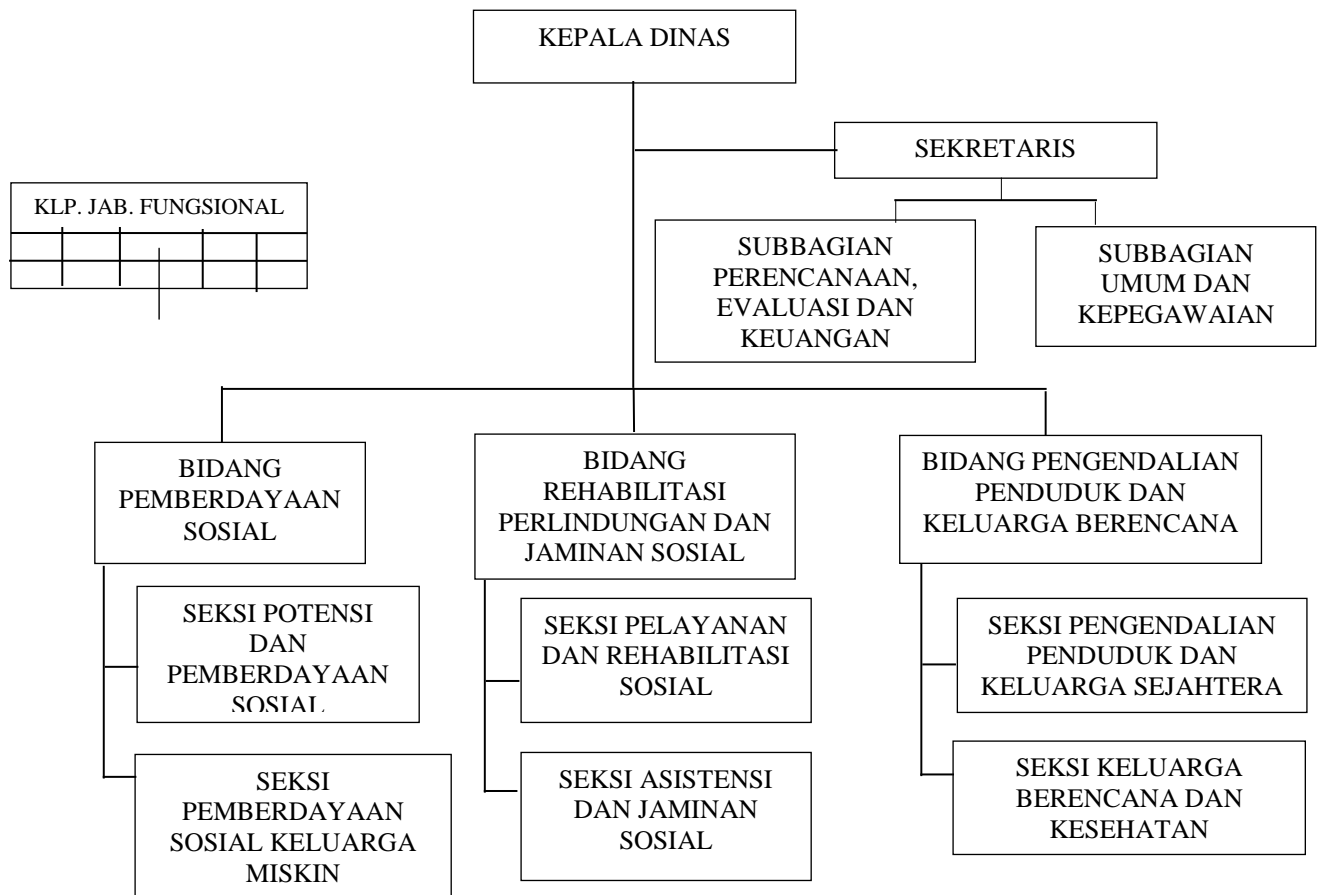 KEPALA DINAS
SEKRETARIS
KLP. JAB. FUNGSIONAL
SUBBAGIAN
PERENCANAAN,
EVALUASI DAN
KEUANGAN
SUBBAGIAN
UMUM DAN
KEPEGAWAIAN
BIDANG
PEMBERDAYAAN
SOSIAL
BIDANG
REHABILITASI
PERLINDUNGAN DAN
JAMINAN SOSIAL
BIDANG PENGENDALIAN
PENDUDUK DAN
KELUARGA BERENCANA
SEKSI POTENSI
DAN
PEMBERDAYAAN
SOSIAL
SEKSI PELAYANAN
DAN REHABILITASI
SOSIAL
SEKSI PENGENDALIAN
PENDUDUK DAN
KELUARGA SEJAHTERA
SEKSI
PEMBERDAYAAN
SOSIAL KELUARGA
MISKIN
SEKSI ASISTENSI
DAN JAMINAN
SOSIAL
SEKSI KELUARGA
BERENCANA DAN
KESEHATAN